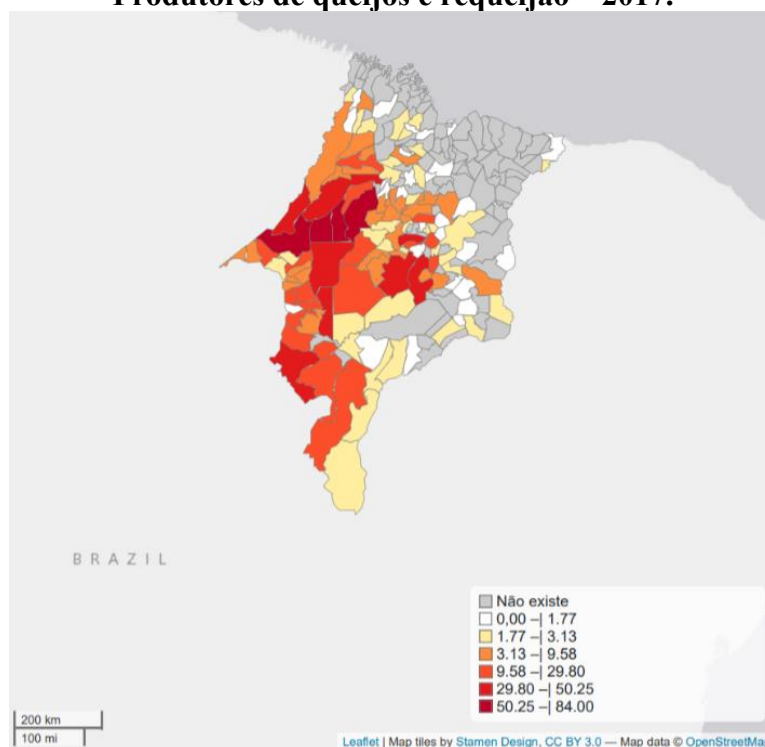 Produtores de queijos e requeijão – 2017.
BRAZIL
Não existe
0,00 –| 1.77
1.77 –| 3.13
3.13 –| 9.58
9.58 –| 29.80
29.80 –| 50.25
50.25 –| 84.00
200 km
100 mi
Leaflet | Map tiles by Stamen Design, CC BY 3.0 — Map data © OpenStreetMa